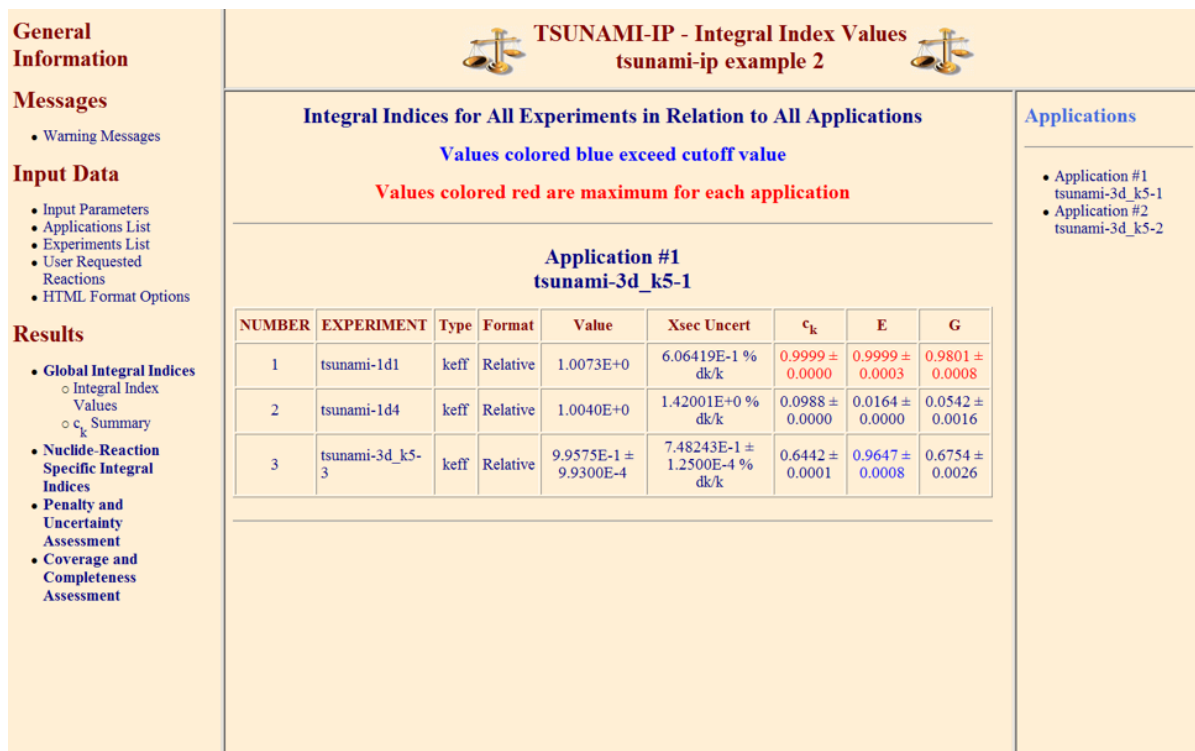 General
Information
Messages
Warning Messages
Input Data
Input Parameters
Applications List
Experiments List
User Requested
Reactions
HTML Format Options
Results
Global Integral Indices
Integral Index
Values
ck Summary
Nuclide-Reaction
Specific Integral
Indices
Penalty and
Uncertainty
Assessment
Coverage and
Completeness
Assessment
TSUNAMI-IP - Integral Index Values
tsunami-ip example 2
Integral Indices for All Experiments in Relation to All Applications
Values colored blue exceed cutoff value
Values colored red are maximum for each application
Application #1
tsunami-3d_k5-1
NUMBER EXPERIMENT Type Format Value Xsec Uncert ck E G
1 tsunami-1d1 keff Relative 1.0073E+0 6.06419E-1 % dk/k 0.9999 ± 0.0000 0.9999 ± 0.0003 0.9801 ± 0.0008
2 tsunami-1d4 keff Relative 1.0040E+0 1.42001E+0 % dk/k 0.0988 ± 0.0000 0.0164 ± 0.0000 0.0542 ± 0.0016
3 tsunami-3d_k5-3 keff Relative 9.9575E-1 ± 9.9300E-4 7.48243E-1 ± 1.2500E-4 % dk/k 0.6442 ± 0.0001 0.9647 ± 0.0008 0.6754 ± 0.0026
Applications
Application #1
tsunami-3d_k5-1
Application #2
tsunami-3d_k5-2